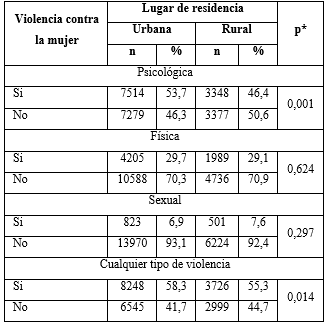 Violencia contra la mujer Lugar de residencia p*
Urbana Rural
n % n %
Psicológica
Si 7514 53,7 3348 46,4 0,001
No 7279 46,3 3377 50,6
Física
Si 4205 29,7 1989 29,1 0,624
No 10588 70,3 4736 70,9
Sexual
Si 823 6,9 501 7,6 0,297
No 13970 93,1 6224 92,4
Cualquier tipo de violencia
Si 8248 58,3 3726 55,3 0,014
No 6545 41,7 2999 44,7